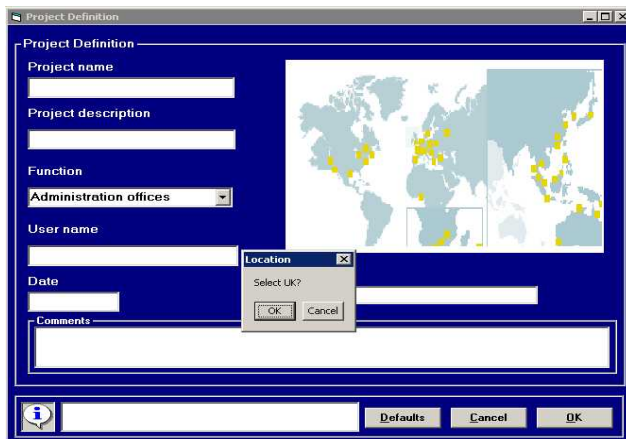 Project Definition
Project Definition
Project name
Project description
Function
Administration offices
User name
Location
Select UK?
OK Cancel
Date
Comments
Defaults Cancel OK